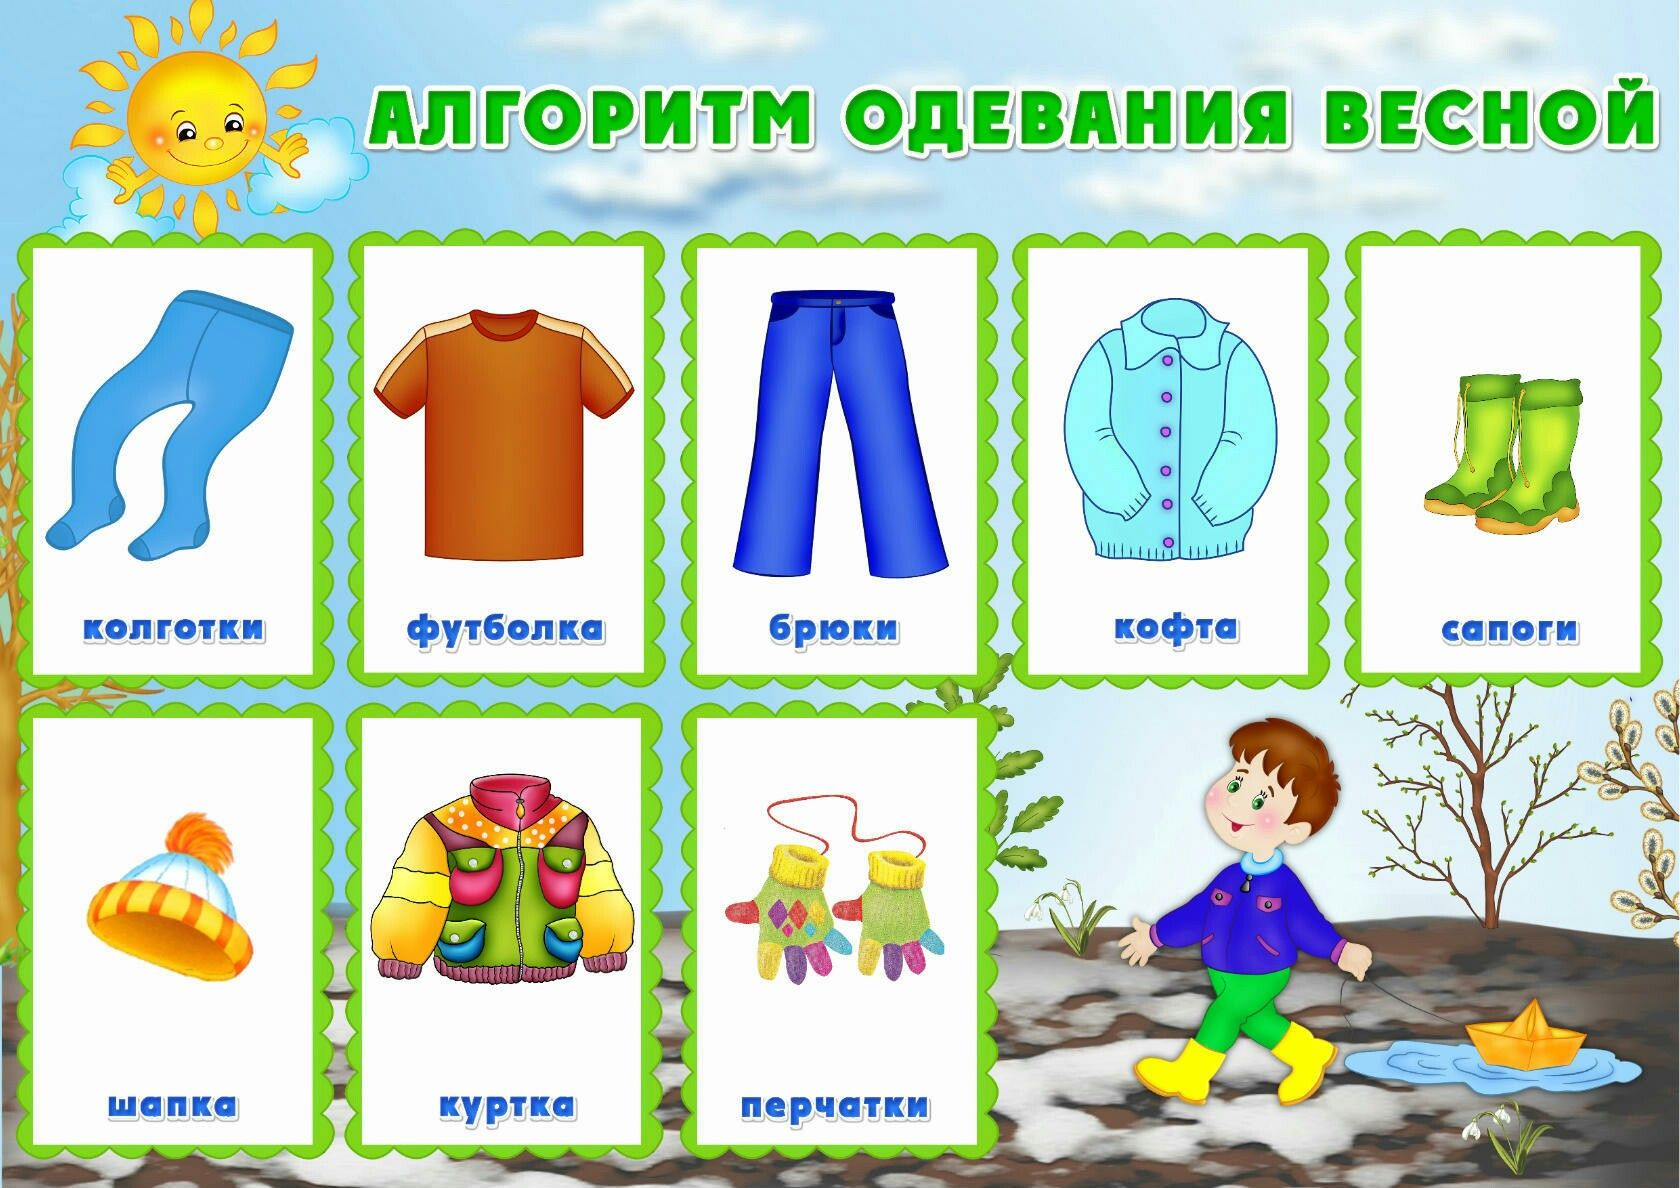 АЛГОРИТМ ОДЕВАНИЯ ВЕСНОЙ
колготки
футболка
брюки
кофта
сапоги
шапка
куртка
перчатки